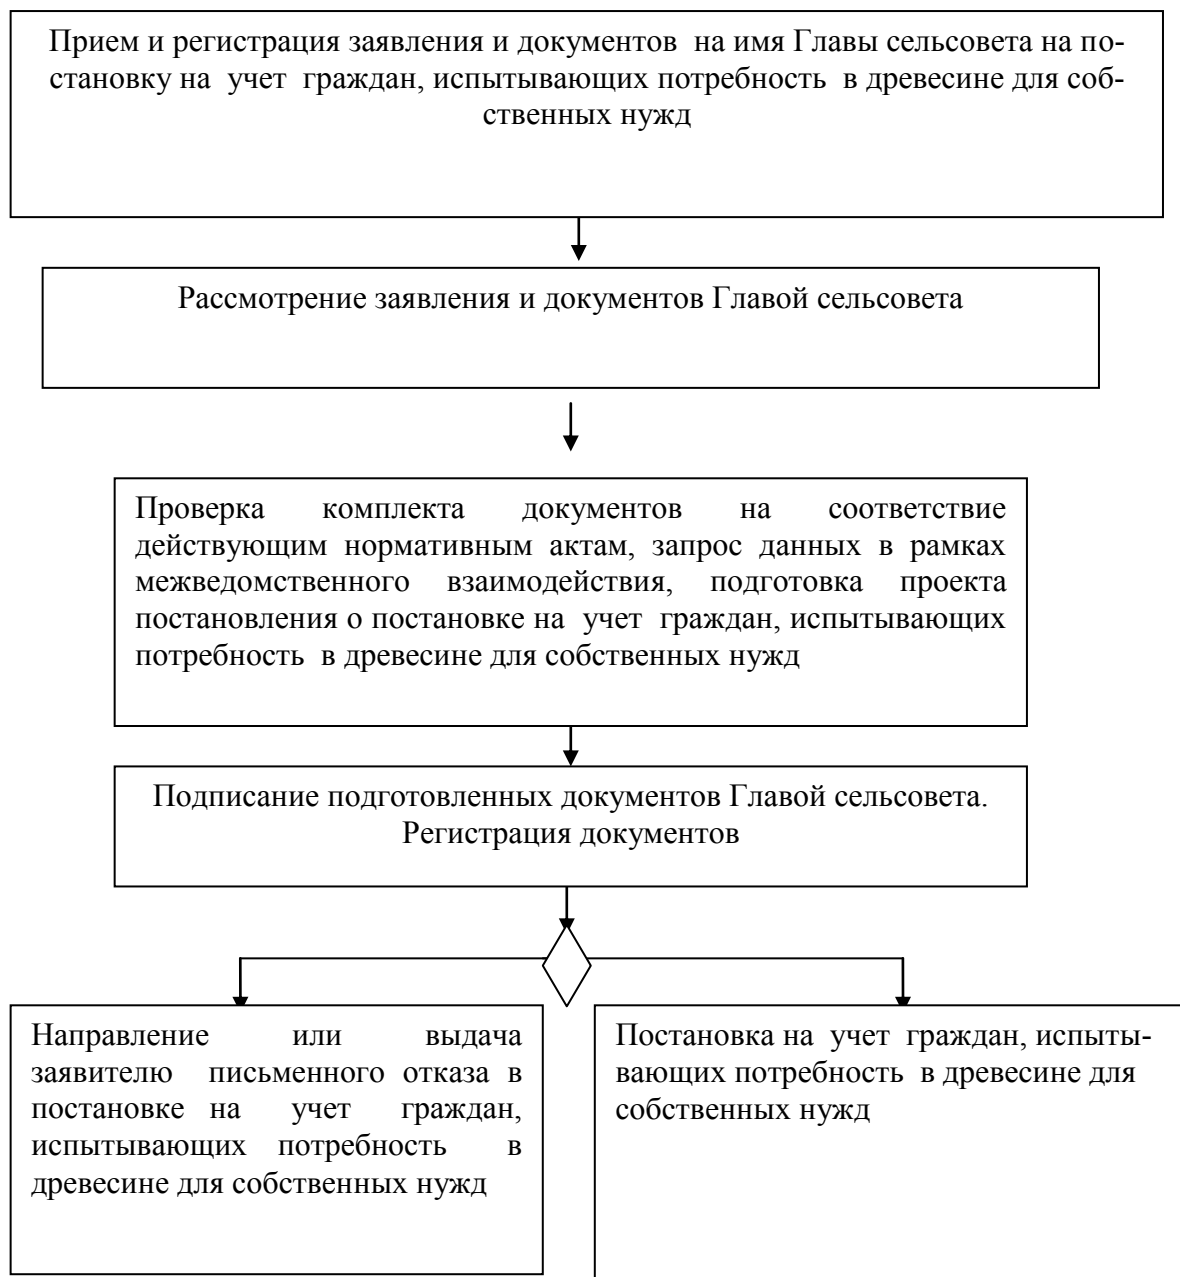 Прием и регистрация заявления и документов  на имя Главы сельсовета на по-
становку на  учет  граждан, испытывающих потребность  в древесине для соб-
ственных нужд
Рассмотрение заявления и документов Главой сельсовета
Проверка комплекта документов на соответствие
действующим нормативным актам, запрос данных в рамках
межведомственного взаимодействия, подготовка проекта
постановления о постановке на  учет  граждан, испытывающих
потребность  в древесине для собственных нужд
Подписание подготовленных документов Главой сельсовета.
Регистрация документов
Направление или выдача
заявителю письменного отказа в
постановке на учет граждан,
испытывающих потребность в
древесине для собственных нужд
Постановка на  учет  граждан, испыты-
вающих потребность  в древесине для
собственных нужд